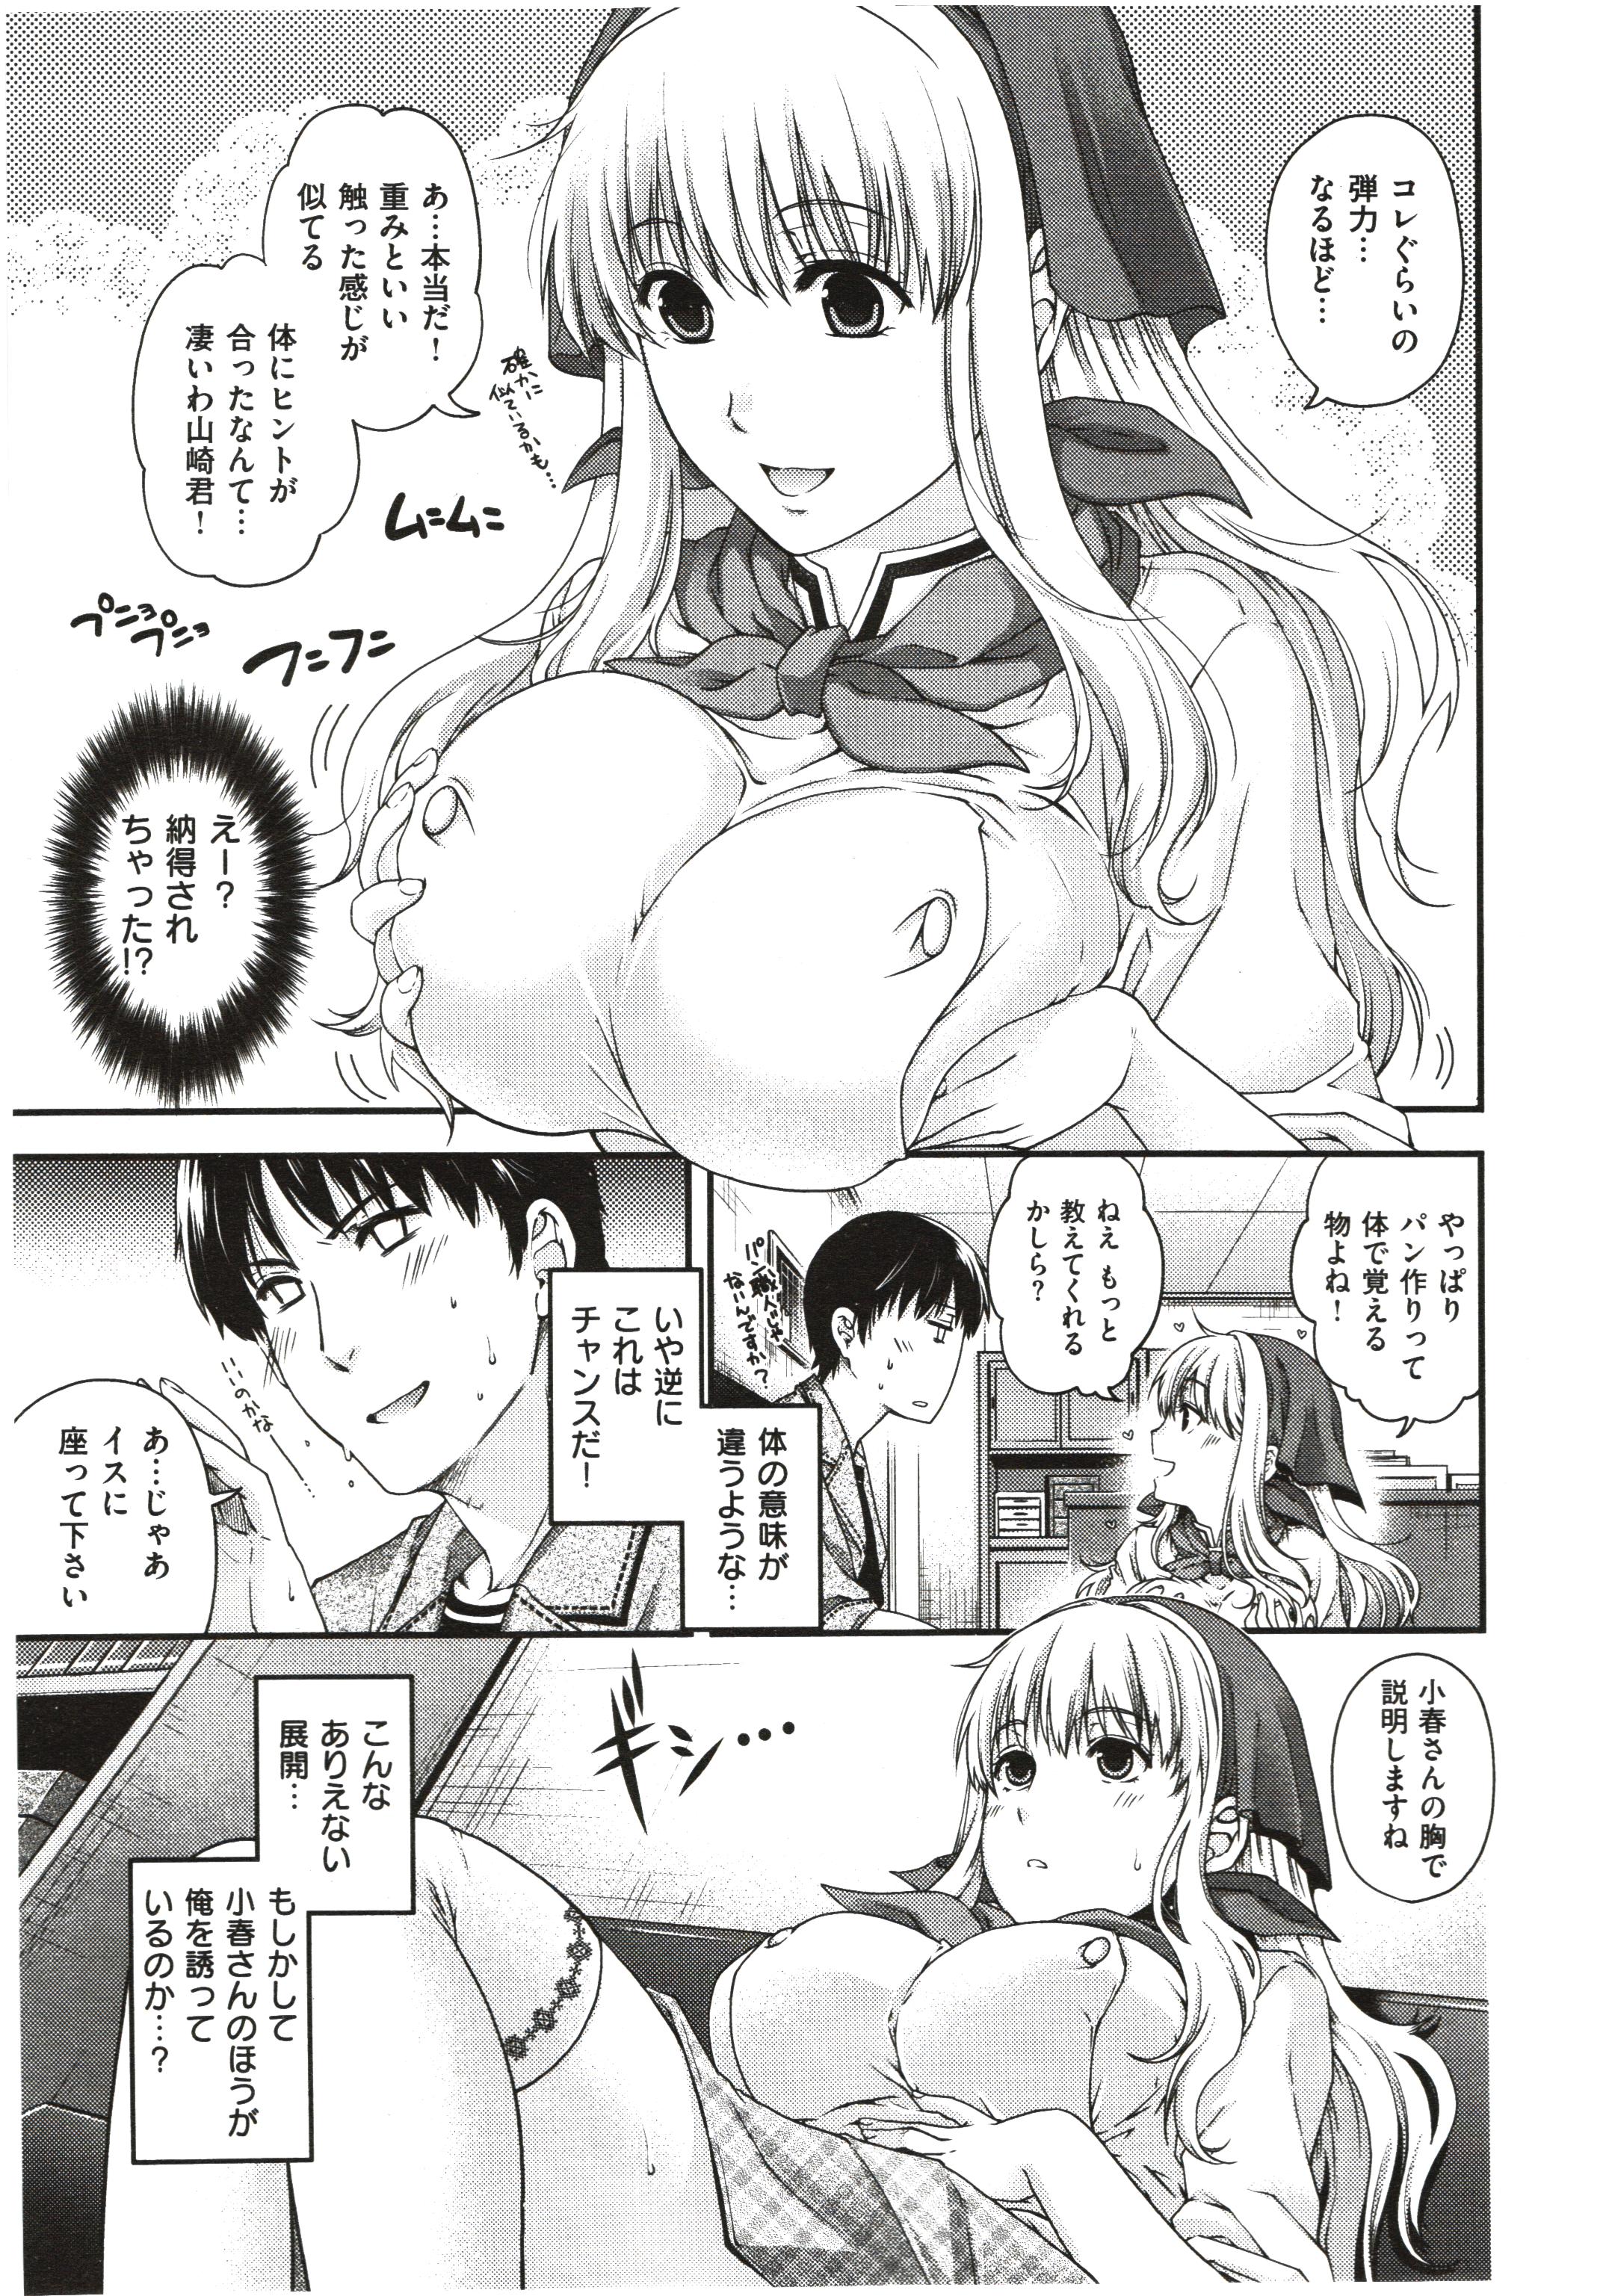 コレぐらいの
弾力…
なるほど…
あ…本当だ！
重みといい
触った感じが
似てる
体にヒントが
合ったなんて…
凄いわ山崎君！
確かに
似ているかも…
ムニムニ
プニョ
プニョ
フニフニ
えー？
納得され
ちゃった!?
やっぱり
パン作りって
体で覚える
物よね！
ねえ もっと
教えてくれる
かしら？
パン職人じゃ
ないんですか？
体の意味が
違うような…
いや逆に
これは
チャンスだ！
いいのかな……
あ…じゃあ
イスに
座って下さい
小春さんの胸で
説明しますね
ギシ…
こんな
ありえない
展開…
もしかして
小春さんのほうが
俺を誘って
いるのか…？